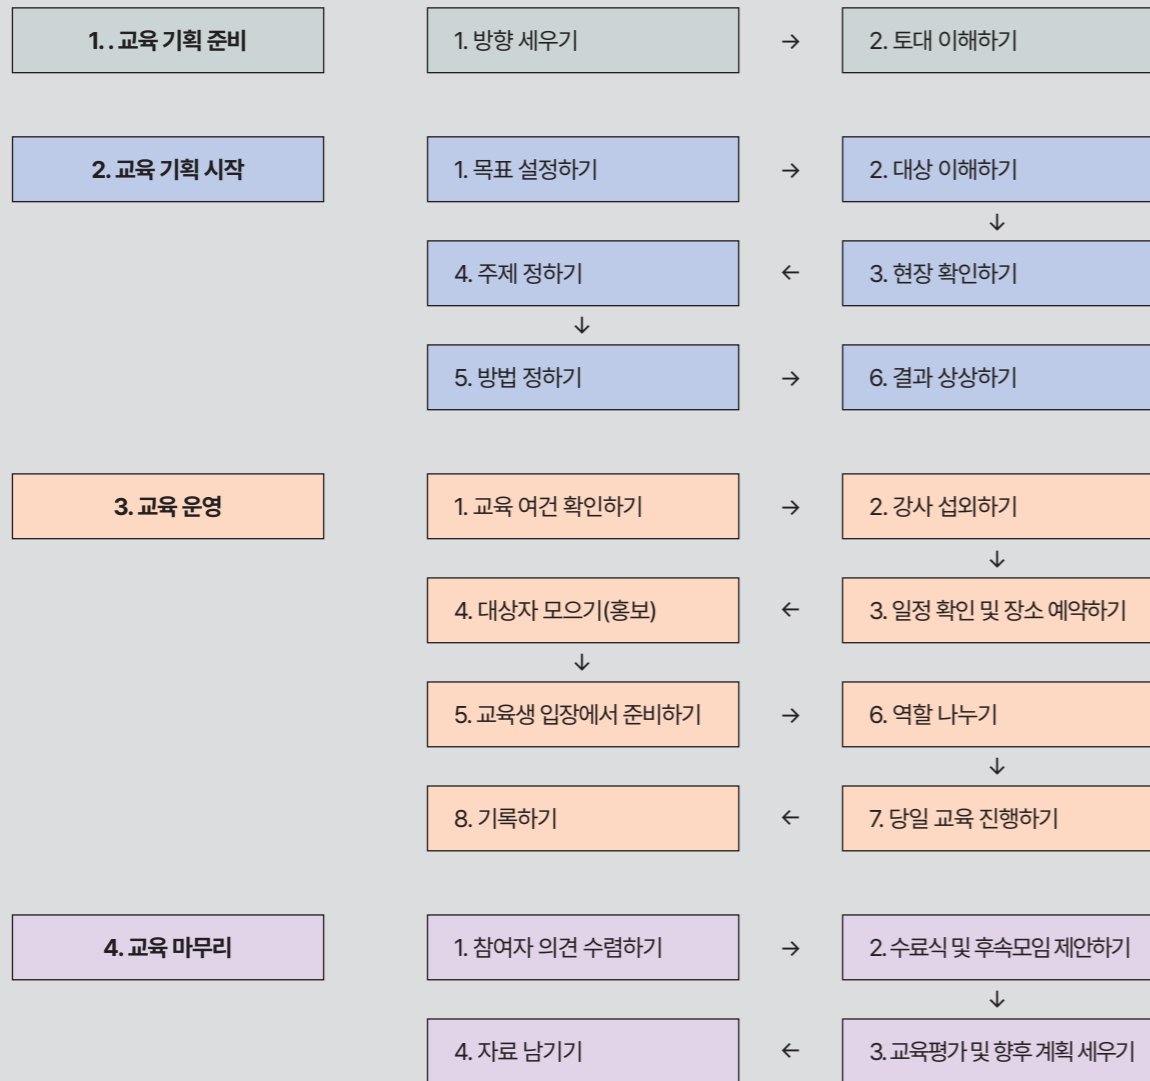 1. . 교육 기획 준비
1. 방향 세우기
→
2. 토대 이해하기
2. 교육 기획 시작
1. 목표 설정하기
→
2. 대상 이해하기
↓
4. 주제 정하기
←
3. 현장 확인하기
↓
5. 방법 정하기
→
6. 결과 상상하기
3. 교육 운영
1. 교육 여건 확인하기
→
2. 강사 섭외하기
↓
4. 대상자 모으기(홍보)
←
3. 일정 확인 및 장소 예약하기
↓
5. 교육생 입장에서 준비하기
→
6. 역할 나누기
↓
8. 기록하기
←
7. 당일 교육 진행하기
4. 교육 마무리
1. 참여자 의견 수렴하기
→
2. 수료식 및 후속모임 제안하기
↓
4. 자료 남기기
←
3. 교육평가 및 향후 계획 세우기